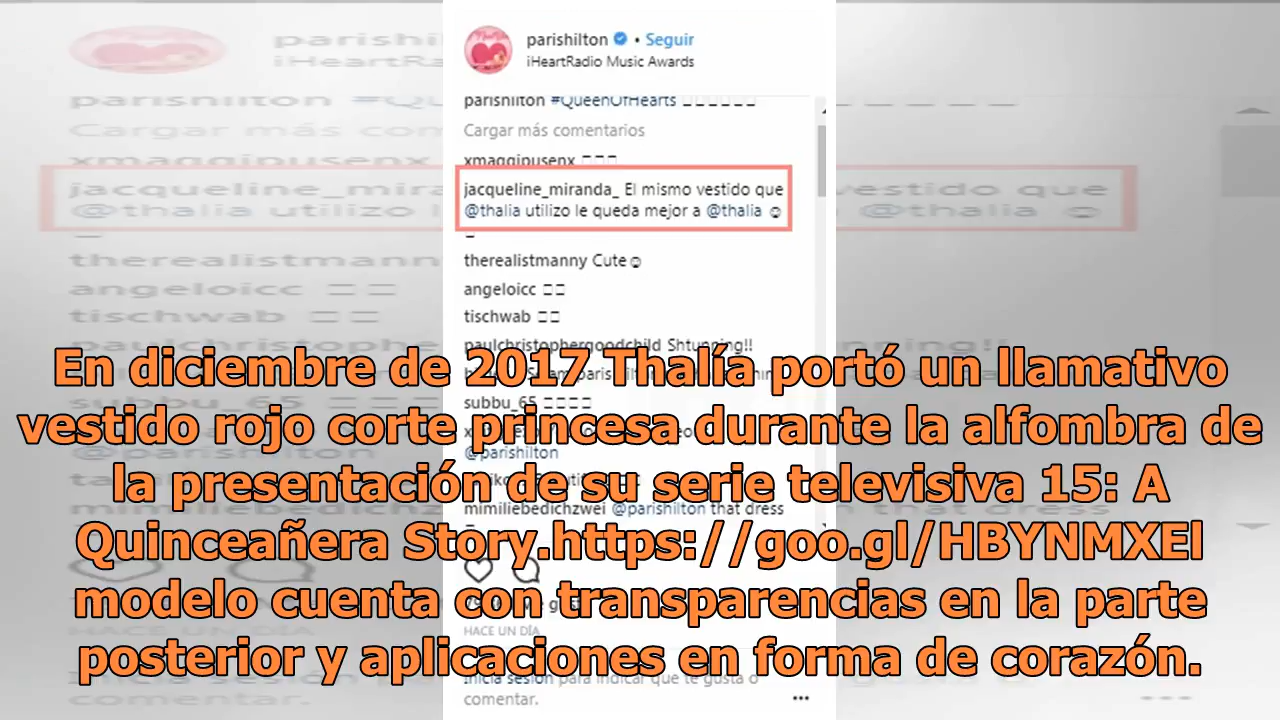 parishilton • Seguir
iHeartRadio Music Awards
parishilton #QueenOfHearts
Cargar más comentarios
xmaggipusenx
jacqueline_miranda_ El mismo vestido que
@thalia utilizo le queda mejor a @thalia ☺
therealistmanny Cute☺
angeloicc
tischwab
paulchristophergoodchild Shtunning!!
subbu_65
@parishilton
mimiliebedichzwei @parishilton that dress
En diciembre de 2017 Thalía portó un llamativo
vestido rojo corte princesa durante la alfombra de
la presentación de su serie televisiva 15: A
Quinceañera Story.https://goo.gl/HBYNMXEl
modelo cuenta con transparencias en la parte
posterior y aplicaciones en forma de corazón.
HACE UN DÍA
Inicia sesión para indicar que te gusta o
comentar.